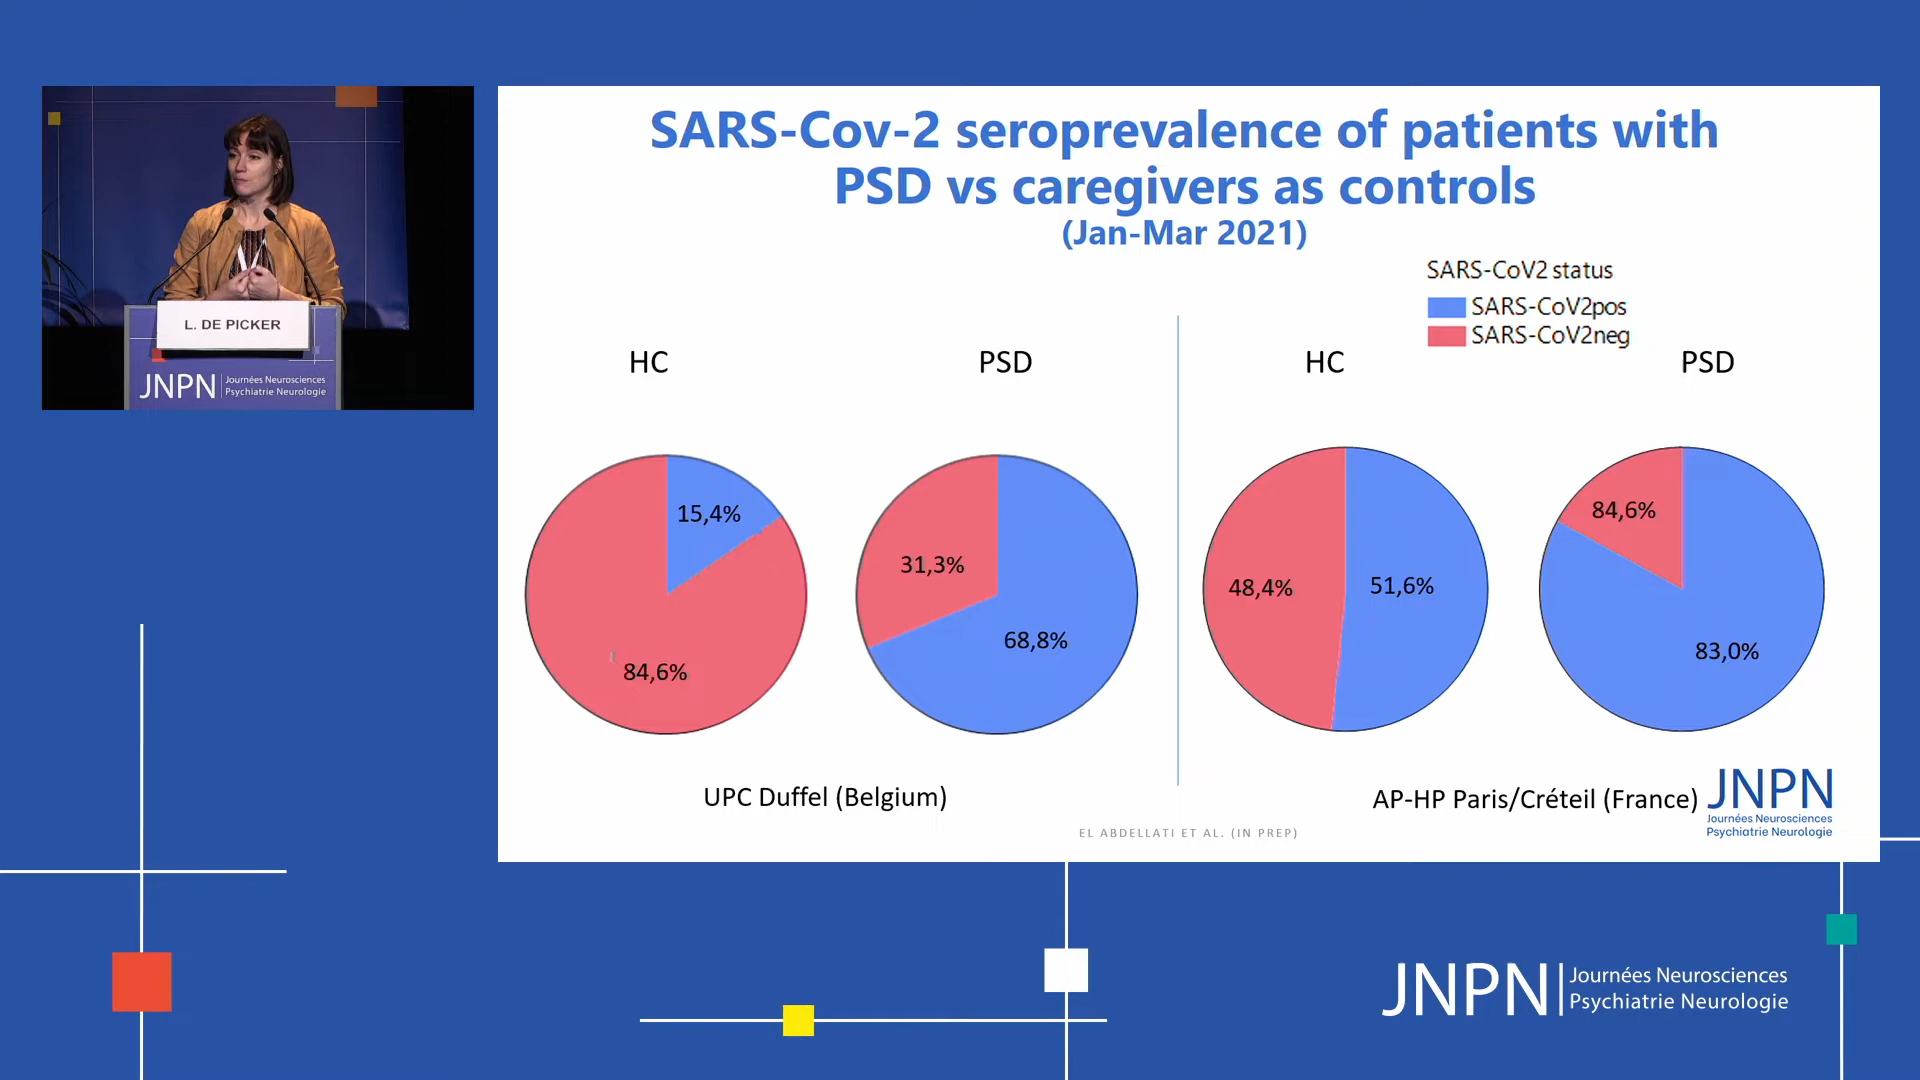 L. DE PICKER
JNPN
Journées Neurosciences
Psychiatrie Neurologie
SARS-Cov-2 seroprevalence of patients with
PSD vs caregivers as controls
(Jan-Mar 2021)
SARS-CoV2 status
SARS-CoV2pos
SARS-CoV2neg
HC
PSD
HC
PSD
15,4%
84,6%
31,3%
68,8%
48,4%
51,6%
84,6%
83,0%
UPC Duffel (Belgium)
AP-HP Paris/Créteil (France)
EL ABDELLATI ET AL. (IN PREP)
JNPN
Journées Neurosciences
Psychiatrie Neurologie
JNPN
Journées Neurosciences
Psychiatrie Neurologie